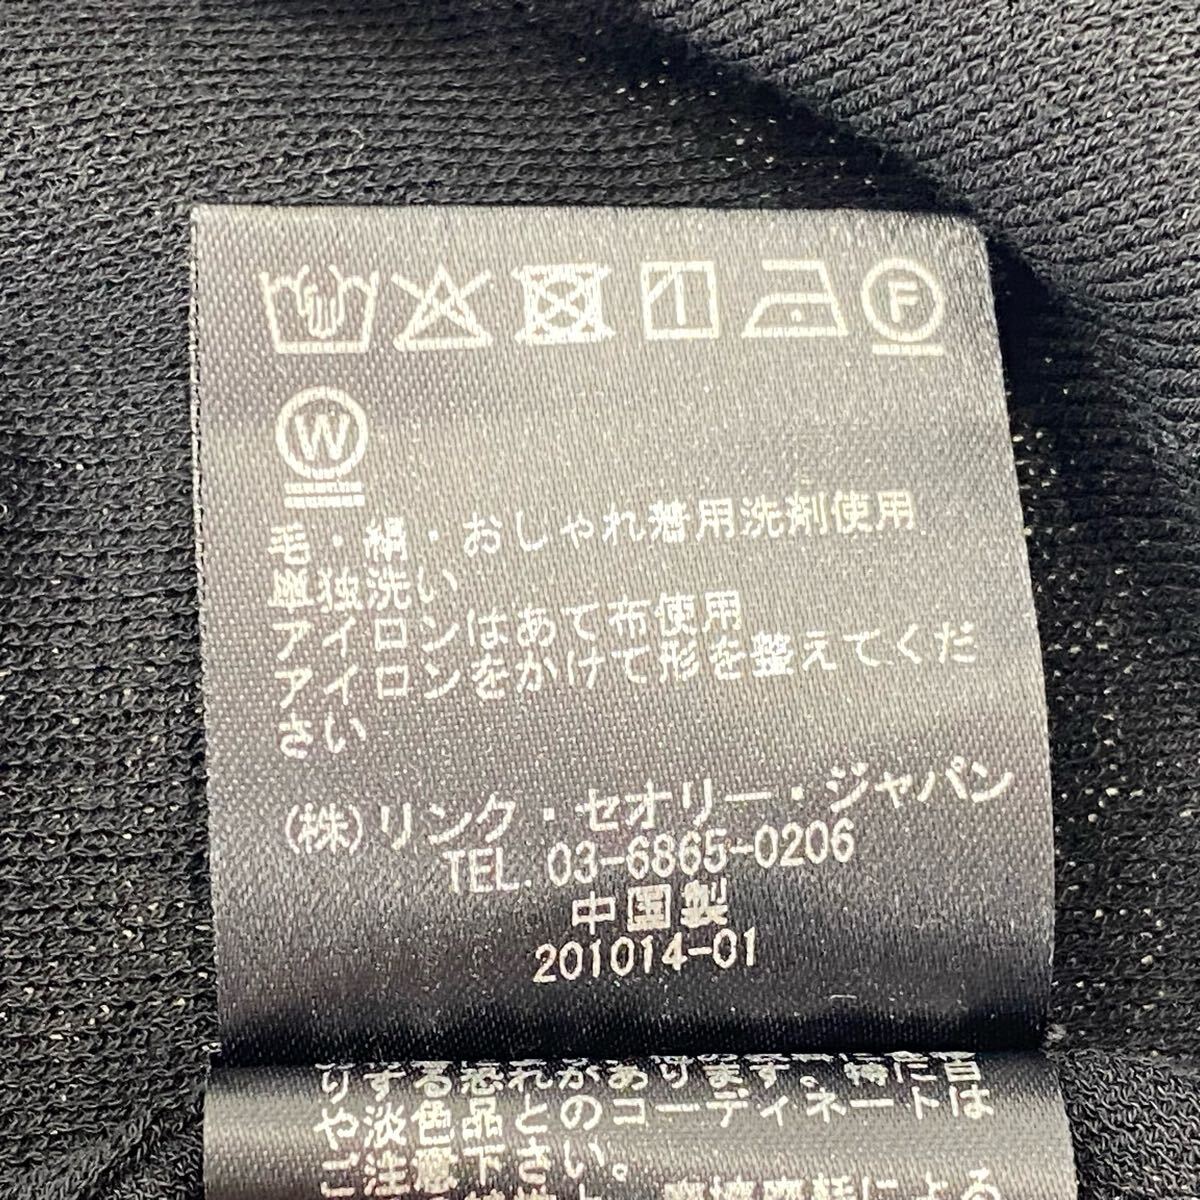 F
W
毛・絹・おしゃれ着用洗剤使用
単独洗い
アイロンはあて布使用
アイロンをかけて形を整えてくだ
さい
(株)リンク・セオリー・ジャパン
TEL. 03-6865-0206
中国製
201014-01
りする恐れがあります。特に白
や淡色品とのコーディネートは
ご注意下さい。